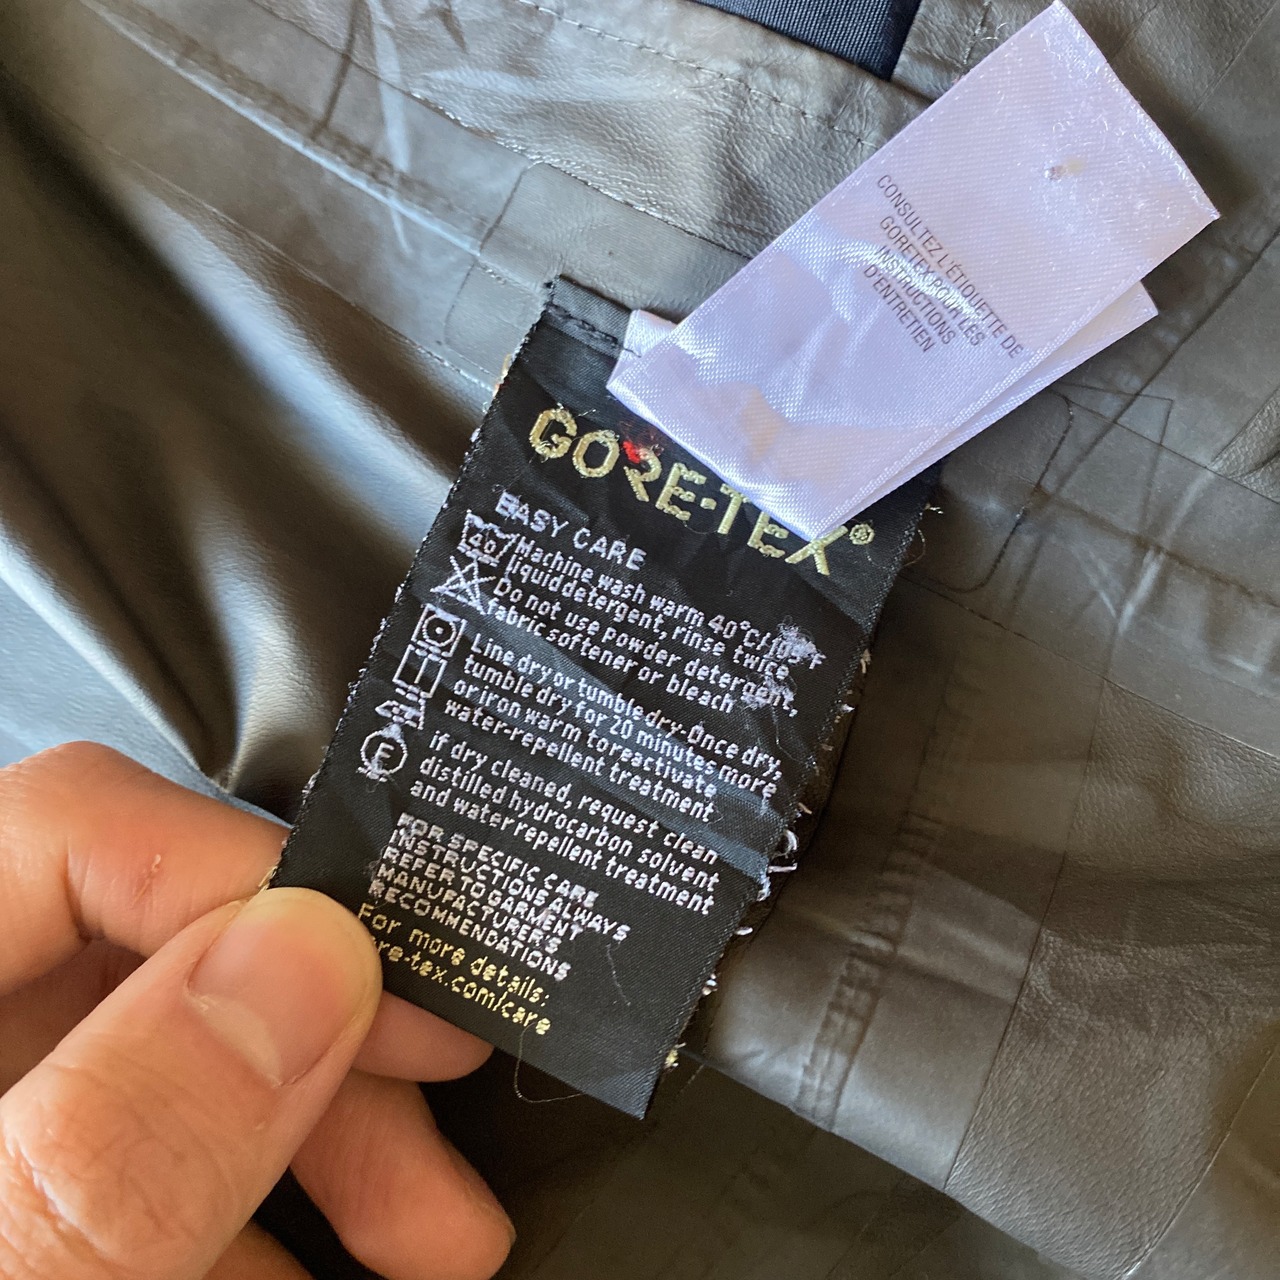 CONSULTEZ L'ÉTIQUETTE DE
GORETEX POUR LES
INSTRUCTIONS
D'ENTRETIEN
GORE-TEX®
EASY CARE
40
Machine wash warm 40°C/
liquid detergent, rinse twice
Do not use powder detergent,
fabric softener or bleach
Line dry or tumble dry. Once dry,
tumble dry for 20 minutes more
or iron warm to reactivate
water-repellent treatment
F
if dry cleaned, request clean
distilled hydrocarbon solvent
and water repellent treatment
FOR SPECIFIC CARE
INSTRUCTIONS ALWAYS
REFER TO GARMENT
MANUFACTURER'S
RECOMMENDATIONS
For more details:
re-tex.com/care